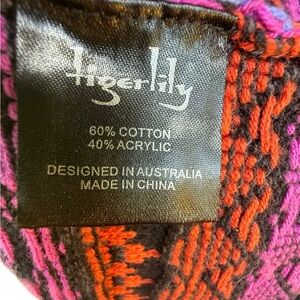 tigerlily
60% COTTON
40% ACRYLIC
DESIGNED IN AUSTRALIA
MADE IN CHINA